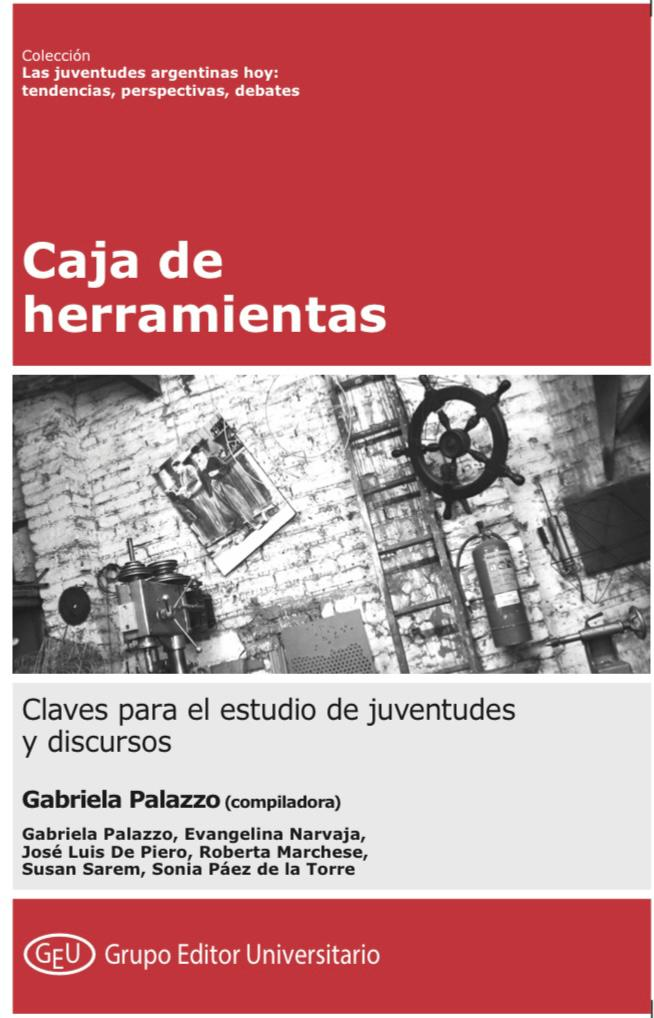 Colección
Las juventudes argentinas hoy:
tendencias, perspectivas, debates
Caja de
herramientas
Claves para el estudio de juventudes
y discursos
Gabriela Palazzo (compiladora)
Gabriela Palazzo, Evangelina Narvaja,
José Luis De Piero, Roberta Marchese,
Susan Sarem, Sonia Páez de la Torre
GEU Grupo Editor Universitario